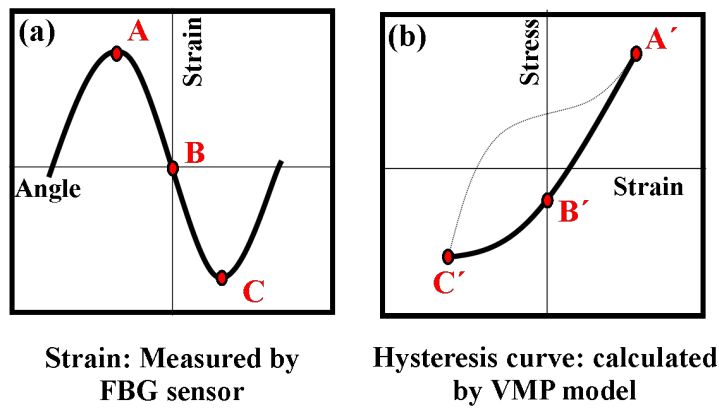 (a)
A
Strain
B
Angle
C
Strain: Measured by
FBG sensor
(b)
Stress
A´
Strain
B´
C´
Hysteresis curve: calculated
by VMP model